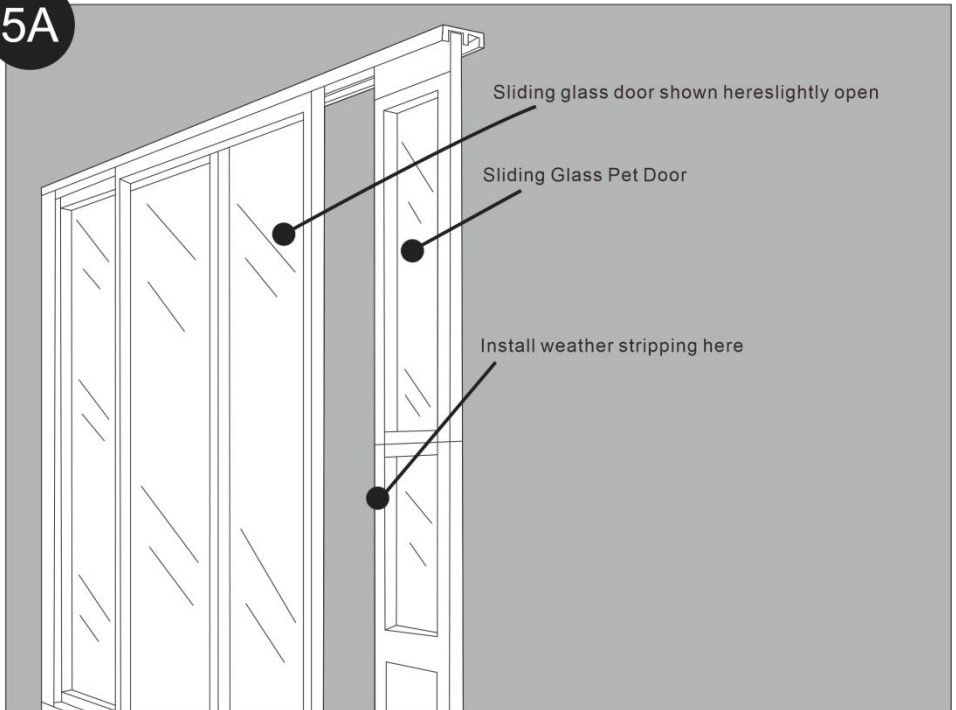 5A
Sliding glass door shown hereslightly open
Sliding Glass Pet Door
Install weather stripping here